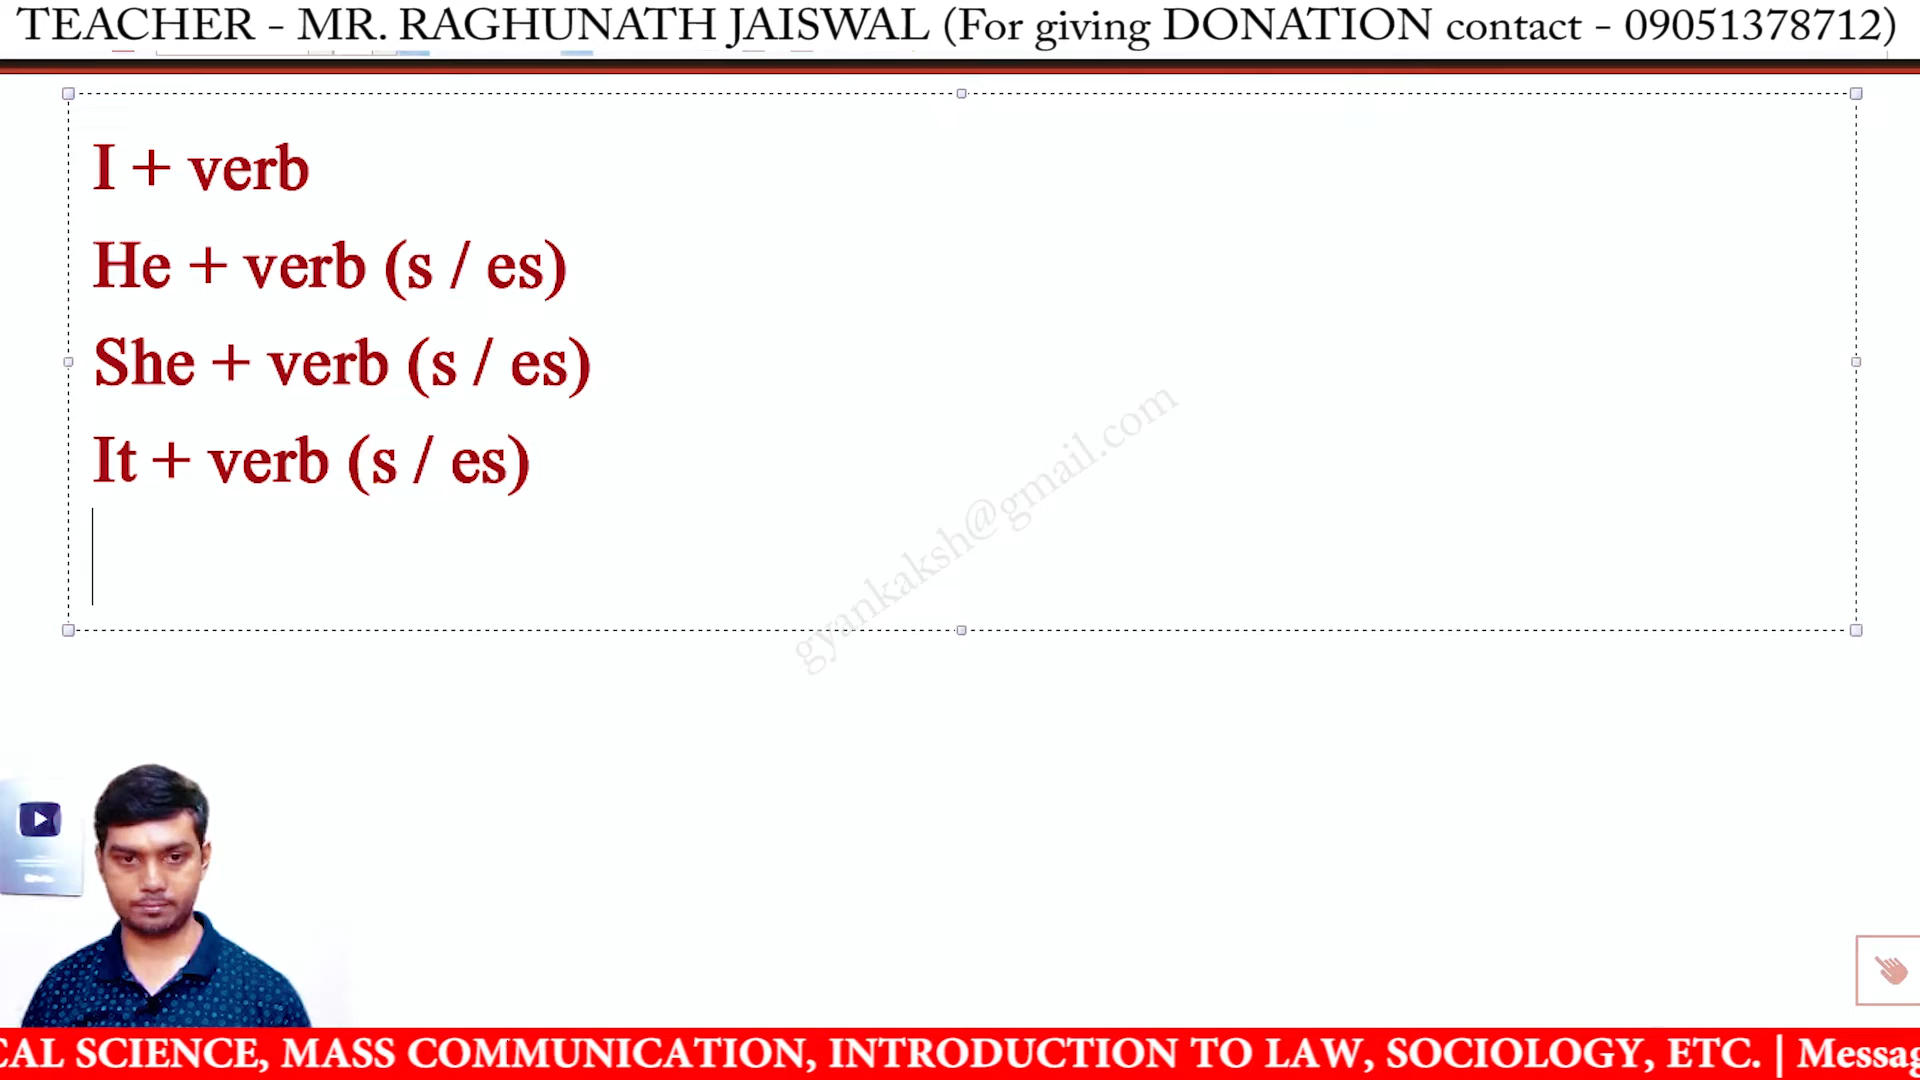 TEACHER - MR. RAGHUNATH JAISWAL (For giving DONATION contact - 09051378712)
I + verb
He + verb (s / es)
She + verb (s / es)
It + verb (s / es)
gyankaksh@gmail.com
CAL SCIENCE, MASS COMMUNICATION, INTRODUCTION TO LAW, SOCIOLOGY, ETC. | Messag